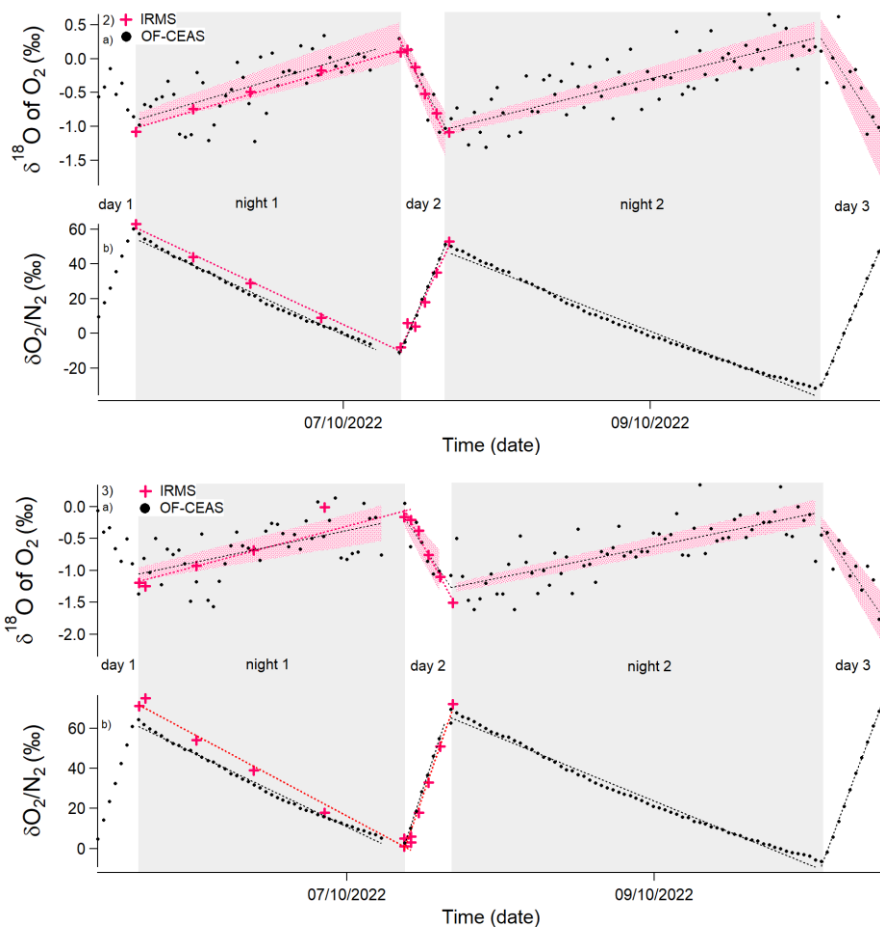 2) + IRMS
a) • OF-CEAS
δ¹⁸O of O₂ (‰)
0.5
0.0
-0.5
-1.0
-1.5
day 1 night 1 day 2 night 2 day 3
b)
δO₂/N₂ (‰)
60
40
20
0
-20
07/10/2022 09/10/2022
Time (date)
3) + IRMS
a) • OF-CEAS
δ¹⁸O of O₂ (‰)
0.0
-0.5
-1.0
-1.5
-2.0
day 1 night 1 day 2 night 2 day 3
b)
δO₂/N₂ (‰)
60
40
20
0
07/10/2022 09/10/2022
Time (date)